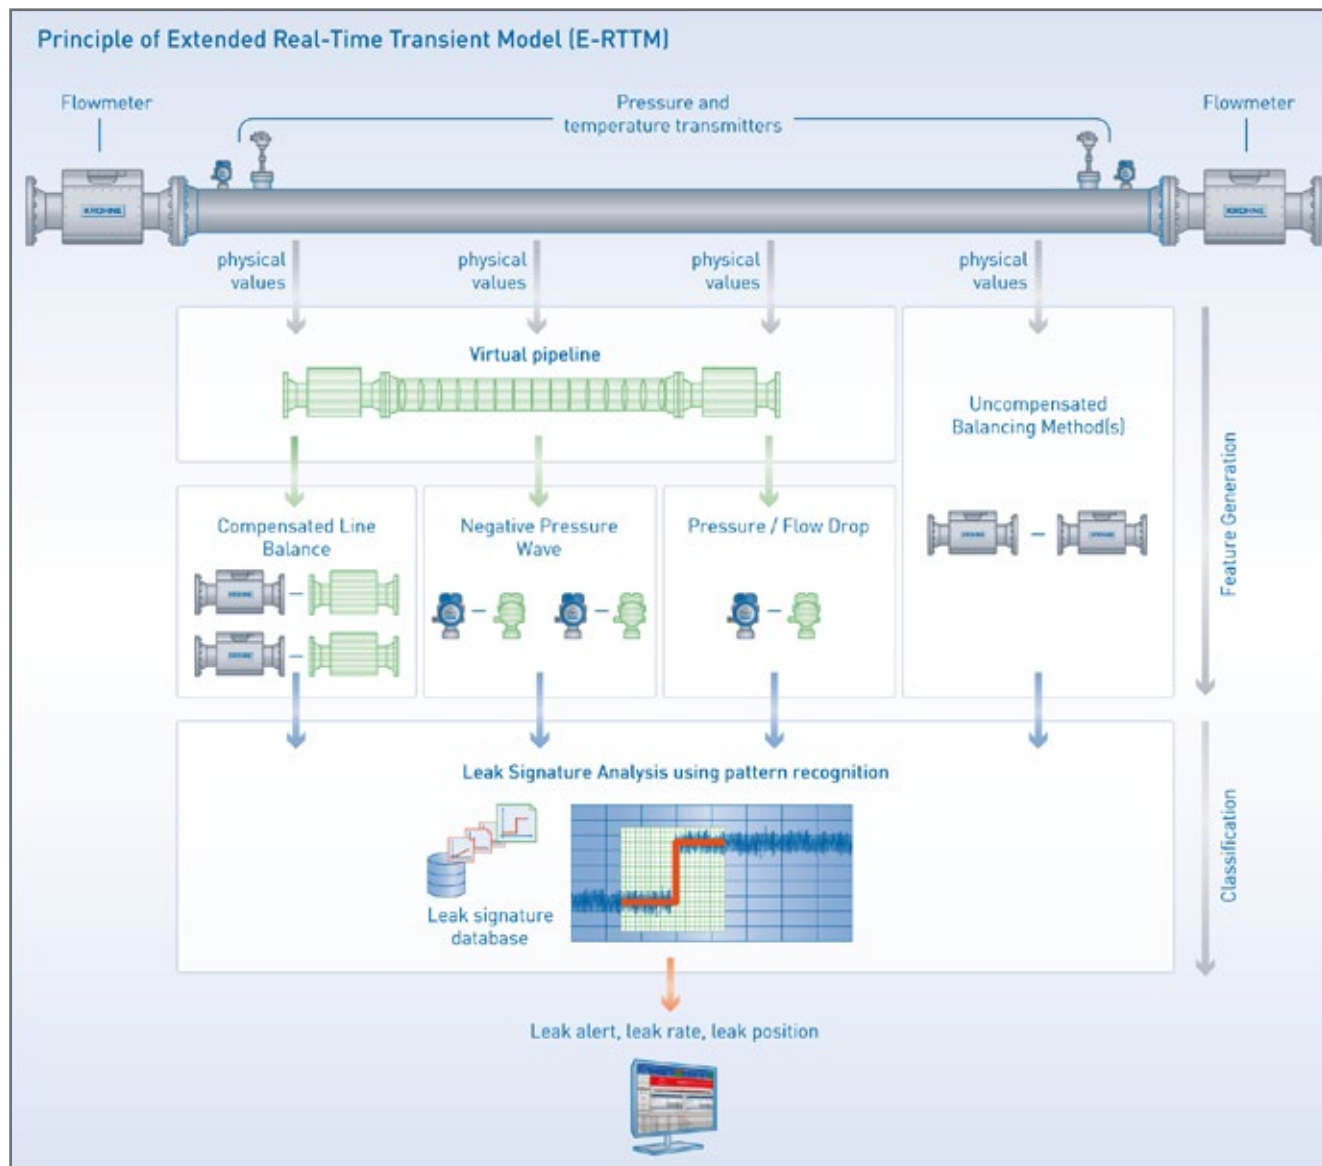 Principle of Extended Real-Time Transient Model (E-RTTM)
Flowmeter
Pressure and
temperature transmitters
Flowmeter
KROHNE
KROHNE
physical
values
physical
values
physical
values
physical
values
Virtual pipeline
Uncompensated
Balancing Method(s)
Feature Generation
Compensated Line
Balance
Negative Pressure
Wave
Pressure / Flow Drop
Leak Signature Analysis using pattern recognition
Leak signature
database
Classification
Leak alert, leak rate, leak position